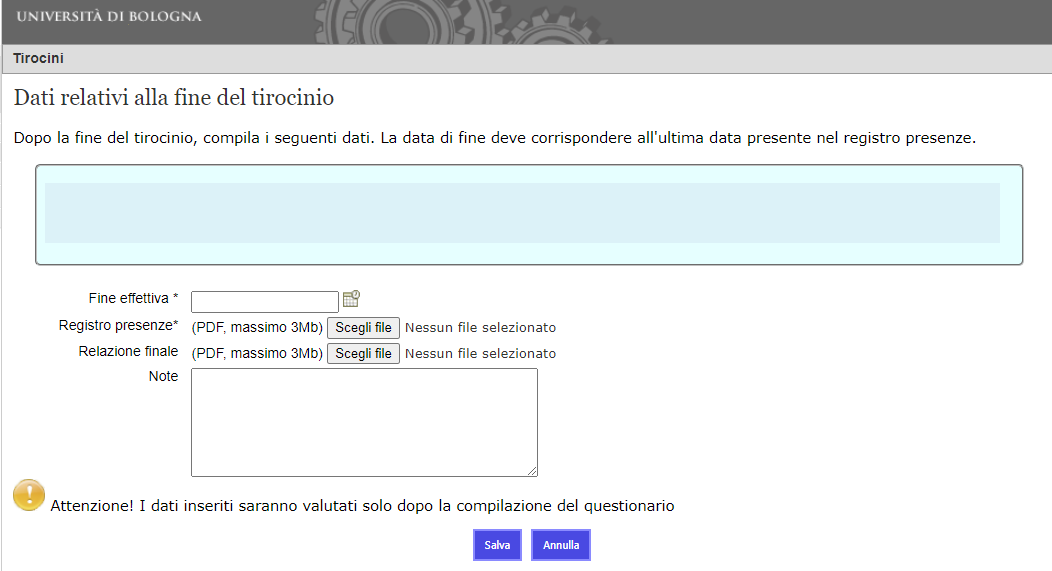 UNIVERSITÀ DI BOLOGNA
Tirocini
Dati relativi alla fine del tirocinio
Dopo la fine del tirocinio, compila i seguenti dati. La data di fine deve corrispondere all'ultima data presente nel registro presenze.
Fine effettiva *
Registro presenze* (PDF, massimo 3Mb) Scegli file Nessun file selezionato
Relazione finale (PDF, massimo 3Mb) Scegli file Nessun file selezionato
Note
Attenzione! I dati inseriti saranno valutati solo dopo la compilazione del questionario
Salva Annulla